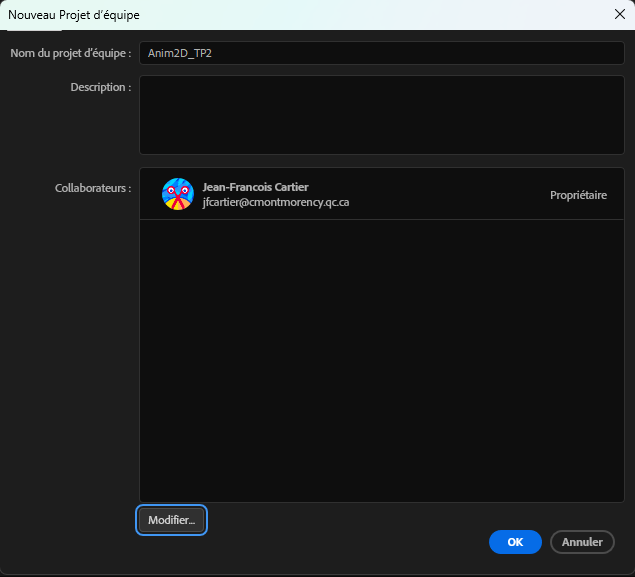 Nouveau Projet d’équipe
Nom du projet d’équipe : Anim2D_TP2
Description :
Collaborateurs :
Jean-Francois Cartier
jfcartier@cmontmorency.qc.ca
Propriétaire
Modifier...
OK
Annuler